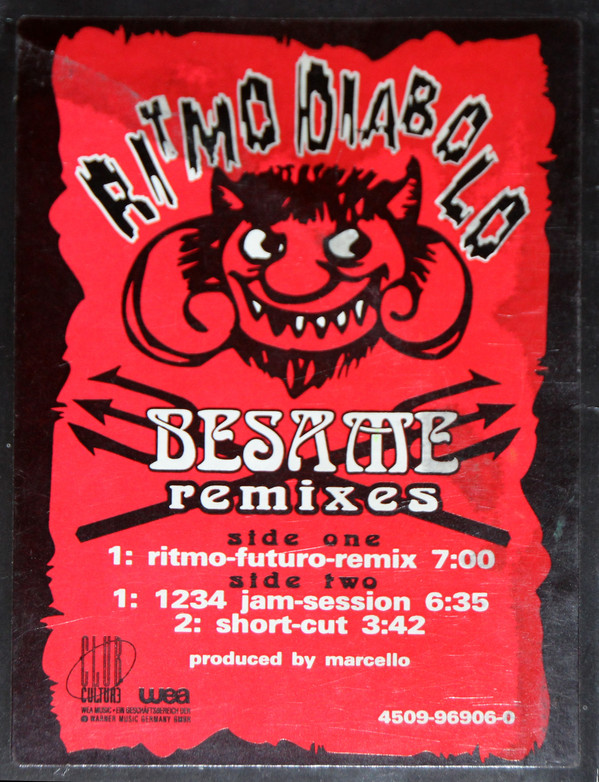 RITMO DIABOLO
BESAME
remixes
side one
1: ritmo-futuro-remix 7:00
side two
1: 1234 jam-session 6:35
2: short-cut 3:42
produced by marcello
CLUB
CULTURE
wea
WEA MUSIC • EIN GESCHÄFTSBEREICH DER
℗ WARNER MUSIC GERMANY GMBH
4509-96906-0